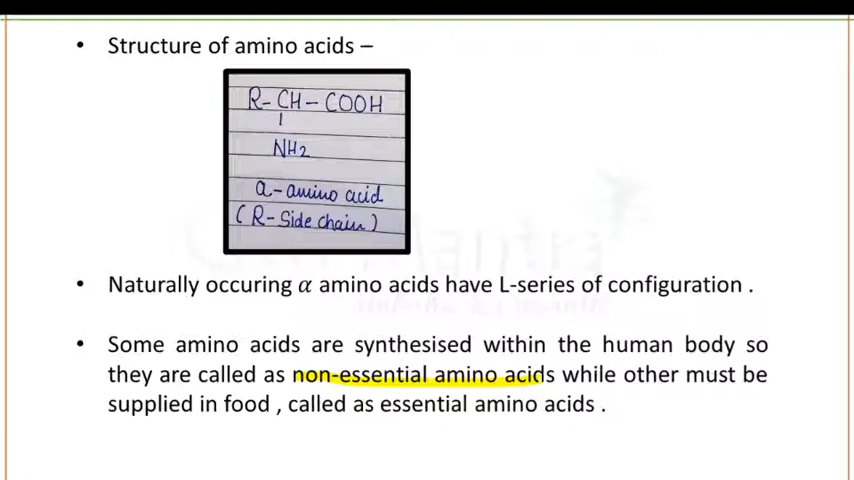 • Structure of amino acids –
R- CH - COOH
|
NH2
α - amino acid
(R- Side chain)
• Naturally occuring α amino acids have L-series of configuration .
• Some amino acids are synthesised within the human body so
they are called as non-essential amino acids while other must be
supplied in food , called as essential amino acids .